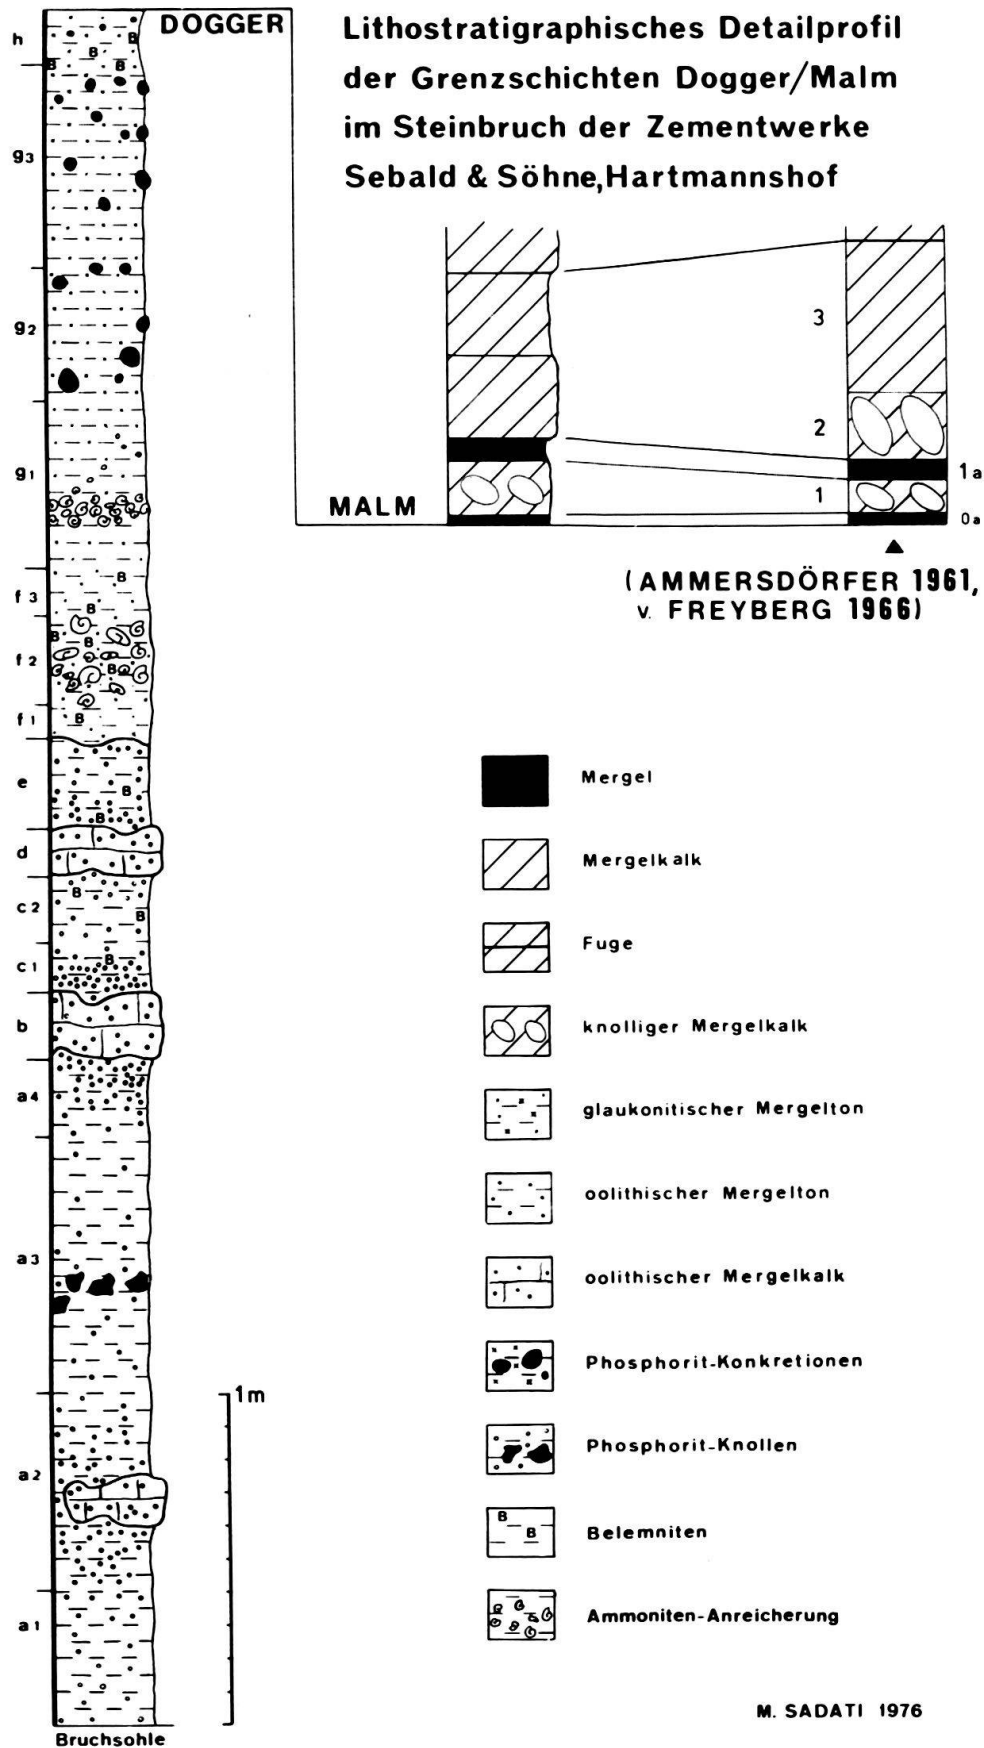 Lithostratigraphisches Detailprofil
der Grenzschichten Dogger/Malm
im Steinbruch der Zementwerke
Sebald & Söhne, Hartmannshof
DOGGER
h
B
B
B
B
g3
g2
g1
f3
B
B
f2
B
B
B
f1
B
e
B
B
d
c2
B
B
c1
B
b
a4
a3
a2
a1
Bruchsohle
1m
MALM
3
2
1
1a
0a
(AMMERSDÖRFER 1961,
v. FREYBERG 1966)
Mergel
Mergelkalk
Fuge
knolliger Mergelkalk
glaukonitischer Mergelton
oolithischer Mergelton
oolithischer Mergelkalk
Phosphorit-Konkretionen
Phosphorit-Knollen
B
B
Belemniten
Ammoniten-Anreicherung
M. SADATI 1976